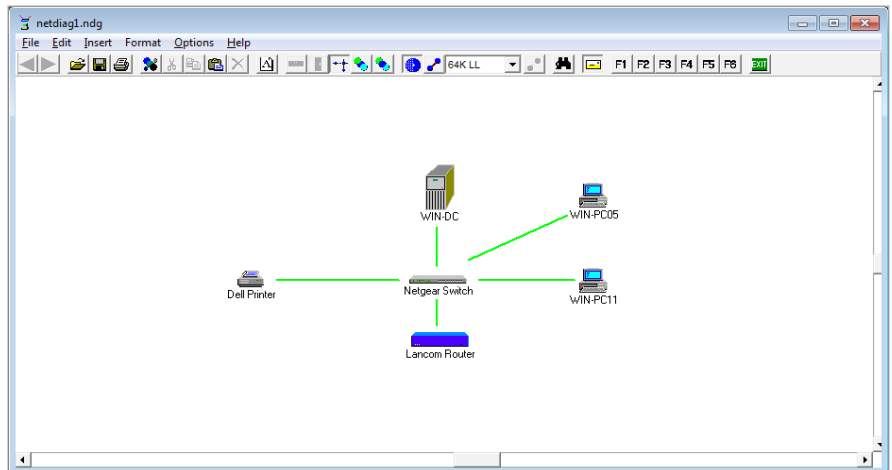 netdiag1.ndg
File Edit Insert Format Options Help
64K LL F1 F2 F3 F4 F5 F6 EXIT
WIN-DC
WIN-PC05
Dell Printer
Netgear Switch
WIN-PC11
Lancom Router